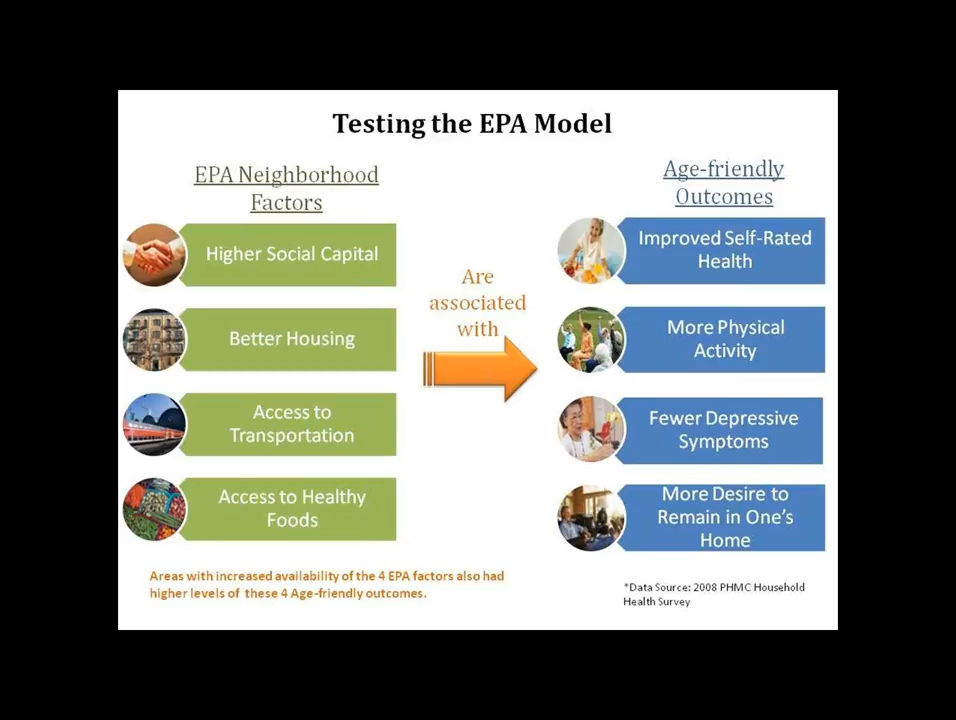 Testing the EPA Model
EPA Neighborhood
Factors
Higher Social Capital
Better Housing
Access to
Transportation
Access to Healthy
Foods
Are
associated
with
Age-friendly
Outcomes
Improved Self-Rated
Health
More Physical
Activity
Fewer Depressive
Symptoms
More Desire to
Remain in One's
Home
Areas with increased availability of the 4 EPA factors also had
higher levels of these 4 Age-friendly outcomes.
*Data Source: 2008 PHMC Household
Health Survey